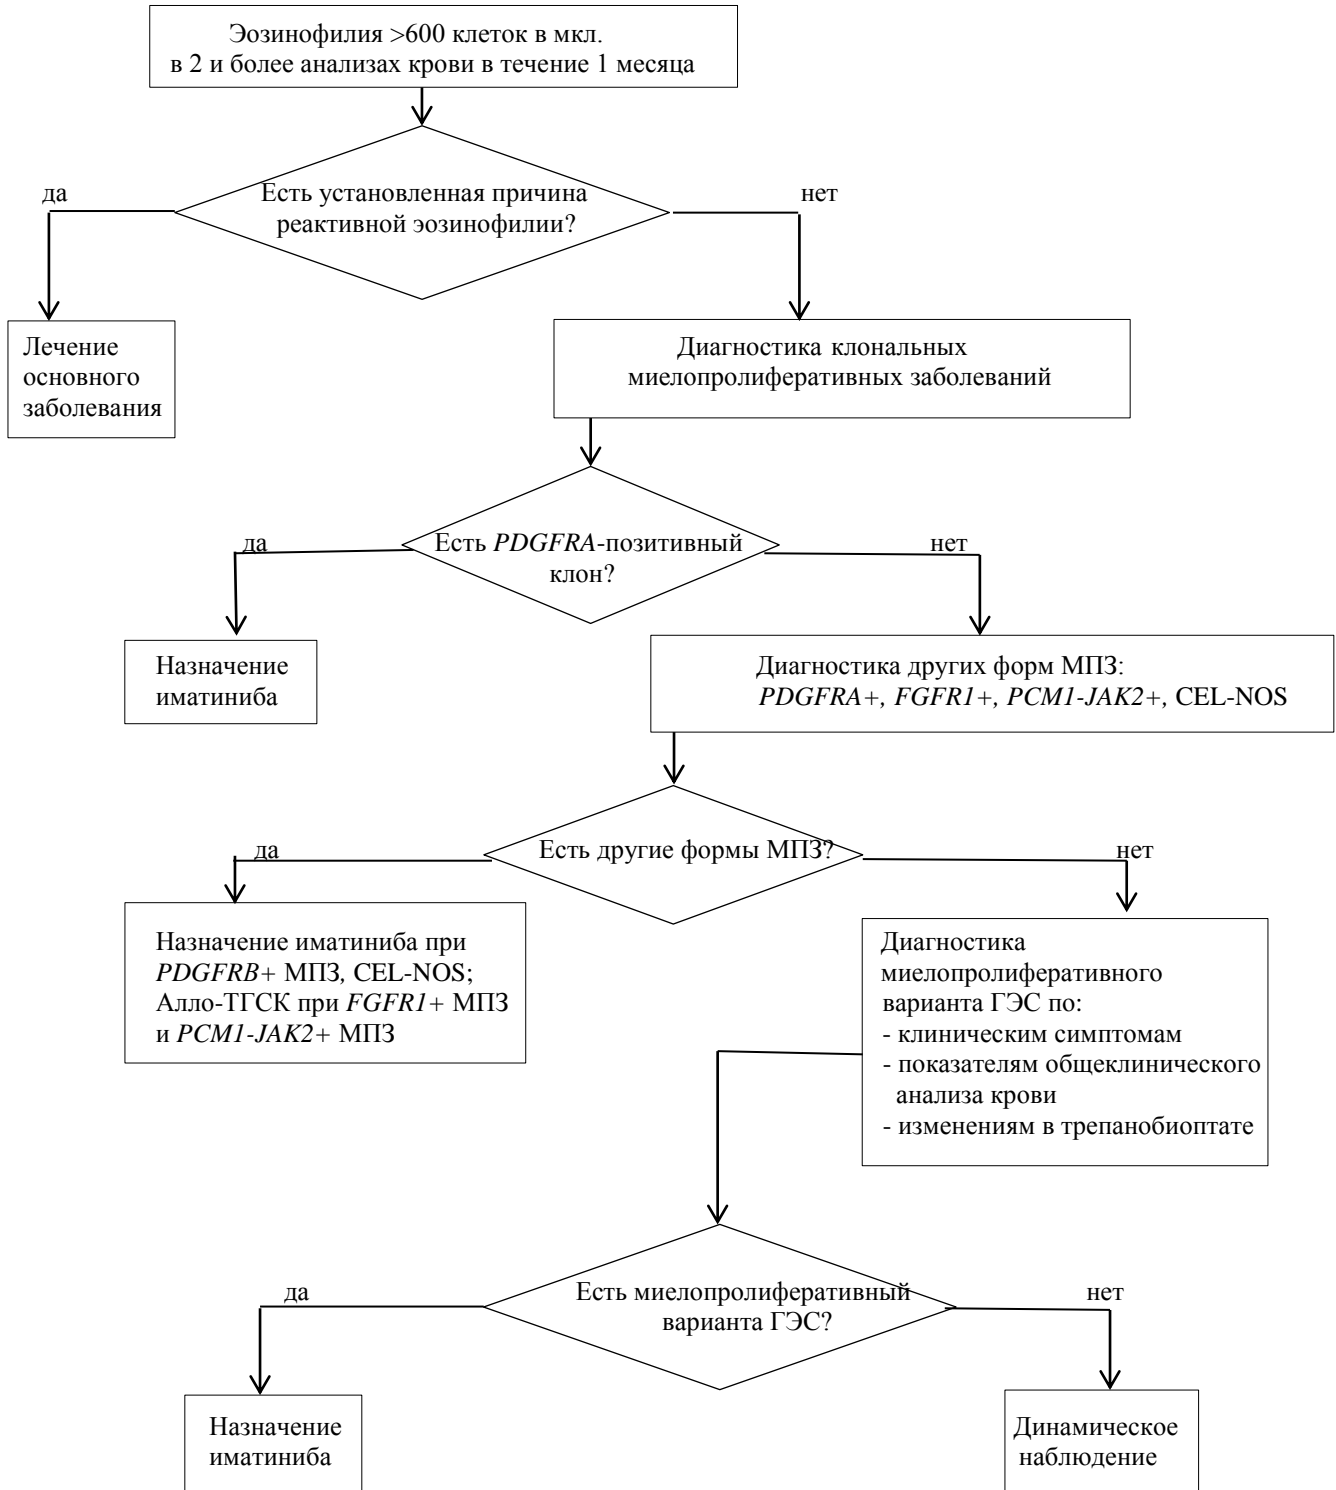 Эозинофилия >600 клеток в мкл.
в 2 и более анализах крови в течение 1 месяца
да
Есть установленная причина
реактивной эозинофилии?
нет
Лечение
основного
заболевания
Диагностика клональных
миелопролиферативных заболеваний
да
Есть PDGFRA-позитивный
клон?
нет
Назначение
иматиниба
Диагностика других форм МПЗ:
PDGFRA+, FGFR1+, PCM1-JAK2+, CEL-NOS
да
Есть другие формы МПЗ?
нет
Назначение иматиниба при
PDGFRB+ МПЗ, CEL-NOS;
Алло-ТГСК при FGFR1+ МПЗ
и PCM1-JAK2+ МПЗ
Диагностика
миелопролиферативного
варианта ГЭС по:
- клиническим симптомам
- показателям общеклинического
анализа крови
- изменениям в трепанобиоптате
да
Есть миелопролиферативный
варианта ГЭС?
нет
Назначение
иматиниба
Динамическое
наблюдение